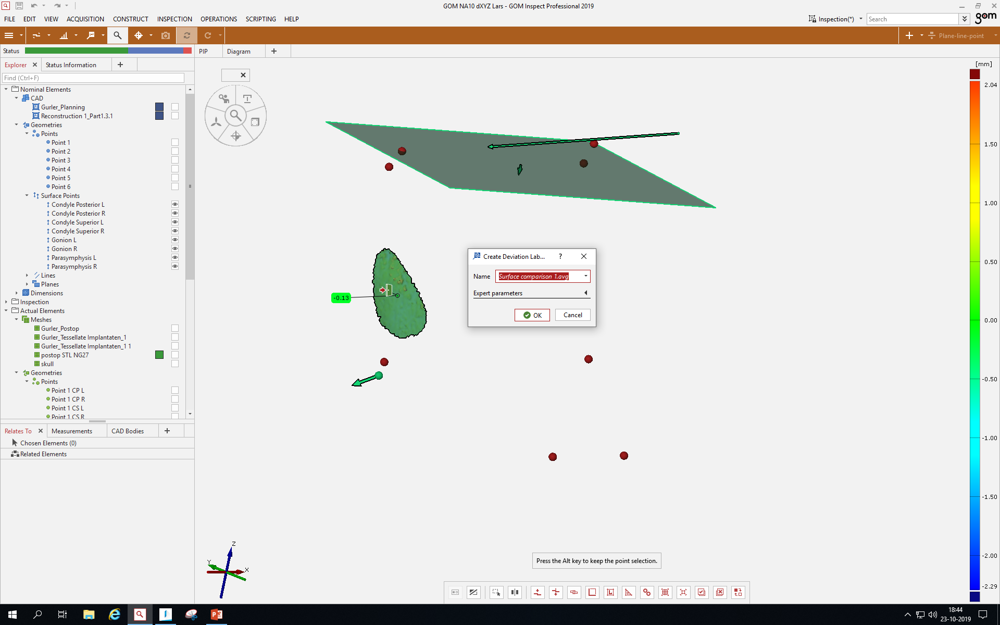 GOM NA10 dXYZ Lars - GOM Inspect Professional 2019
FILE EDIT VIEW ACQUISITION CONSTRUCT INSPECTION OPERATIONS SCRIPTING HELP
Inspection(*) Search gom
Plane-line-point
Status PIP Diagram
Explorer Status Information
Find (Ctrl+F)
Nominal Elements
CAD
Gurler_Planning
Reconstruction 1_Part1.3.1
Geometries
Points
Point 1
Point 2
Point 3
Point 4
Point 5
Point 6
Surface Points
Condyle Posterior L
Condyle Posterior R
Condyle Superior L
Condyle Superior R
Gonion L
Gonion R
Parasymphysis L
Parasymphysis R
Lines
Planes
Dimensions
Inspection
Actual Elements
Meshes
Gurler_Postop
Gurler_Tessellate Implantaten_1
Gurler_Tessellate Implantaten_1 1
postop STL NG27
skull
Geometries
Points
Point 1 CP L
Point 1 CP R
Point 1 CS L
Point 1 CS R
Relates To Measurements CAD Bodies
Chosen Elements (0)
Related Elements
-0.13
Create Deviation Lab... ?
Name Surface comparison 1.avg
Expert parameters
OK Cancel
[mm]
2.04
1.50
1.00
0.50
0.00
-0.50
-1.00
-1.50
-2.00
-2.29
Z
Y
X
Press the Alt key to keep the point selection.
18:44
23-10-2019